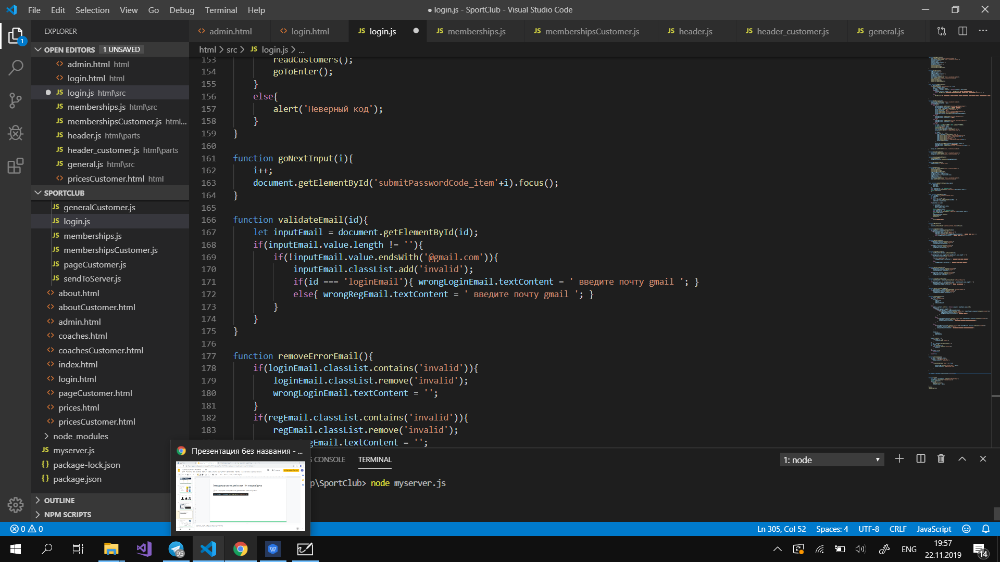 File Edit Selection View Go Debug Terminal Help
● login.js - SportClub - Visual Studio Code
EXPLORER
OPEN EDITORS 1 UNSAVED
admin.html html
login.html html
login.js html\src
memberships.js html\src
membershipsCustomer.js html...
header.js html\parts
header_customer.js html\parts
general.js html\src
pricesCustomer.html html
SPORTCLUB
generalCustomer.js
login.js
memberships.js
membershipsCustomer.js
pageCustomer.js
sendToServer.js
about.html
aboutCustomer.html
admin.html
coaches.html
coachesCustomer.html
index.html
login.html
pageCustomer.html
prices.html
pricesCustomer.html
node_modules
myserver.js
package-lock.json
package.json
OUTLINE
NPM SCRIPTS
admin.html login.html JS login.js JS memberships.js JS membershipsCustomer.js JS header.js JS header_customer.js JS general.js
html > src > JS login.js > ...
153 readCustomers();
154 goToEnter();
155 }
156 else{
157 alert('Неверный код');
158 }
159 }
160
161 function goNextInput(i){
162 i++;
163 document.getElementById('submitPasswordCode_item'+i).focus();
164 }
165
166 function validateEmail(id){
167 let inputEmail = document.getElementById(id);
168 if(inputEmail.value.length != ''){
169 if(!inputEmail.value.endsWith('@gmail.com')){
170 inputEmail.classList.add('invalid');
171 if(id === 'loginEmail'){ wrongLoginEmail.textContent = ' введите почту gmail '; }
172 else{ wrongRegEmail.textContent = ' введите почту gmail '; }
173 }
174 }
175 }
176
177 function removeErrorEmail(){
178 if(loginEmail.classList.contains('invalid')){
179 loginEmail.classList.remove('invalid');
180 wrongLoginEmail.textContent = '';
181 }
182 if(regEmail.classList.contains('invalid')){
183 regEmail.classList.remove('invalid');
gEmail.textContent = '';
Презентация без названия - ...
CONSOLE TERMINAL
1: node
p\SportClub> node myserver.js
0 0
Ln 305, Col 52 Spaces: 4 UTF-8 CRLF JavaScript
95
ENG
19:57
22.11.2019
14